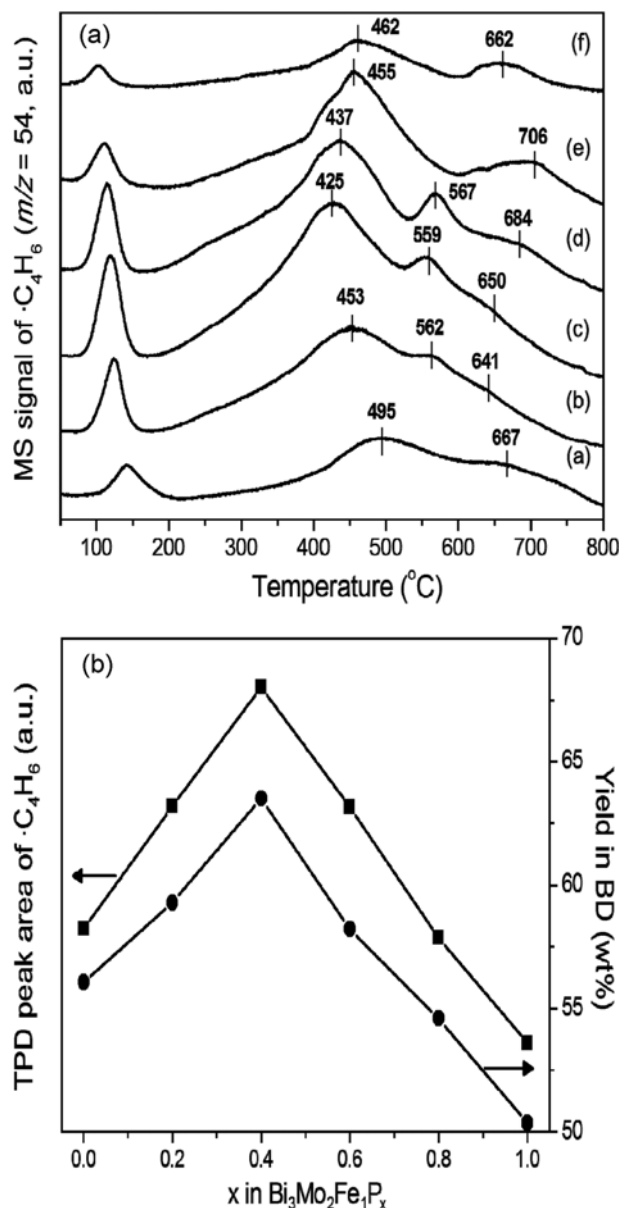 (a)
462
662
(f)
455
706
(e)
437
567
684
(d)
425
559
650
(c)
453
562
641
(b)
495
667
(a)
MS signal of ·C₄H₆ (m/z = 54, a.u.)
100 200 300 400 500 600 700 800
Temperature (°C)
(b)
70
65
60
55
50
TPD peak area of ·C₄H₆ (a.u.)
Yield in BD (wt%)
0.0 0.2 0.4 0.6 0.8 1.0
x in Bi₃Mo₂Fe₁Pₓ